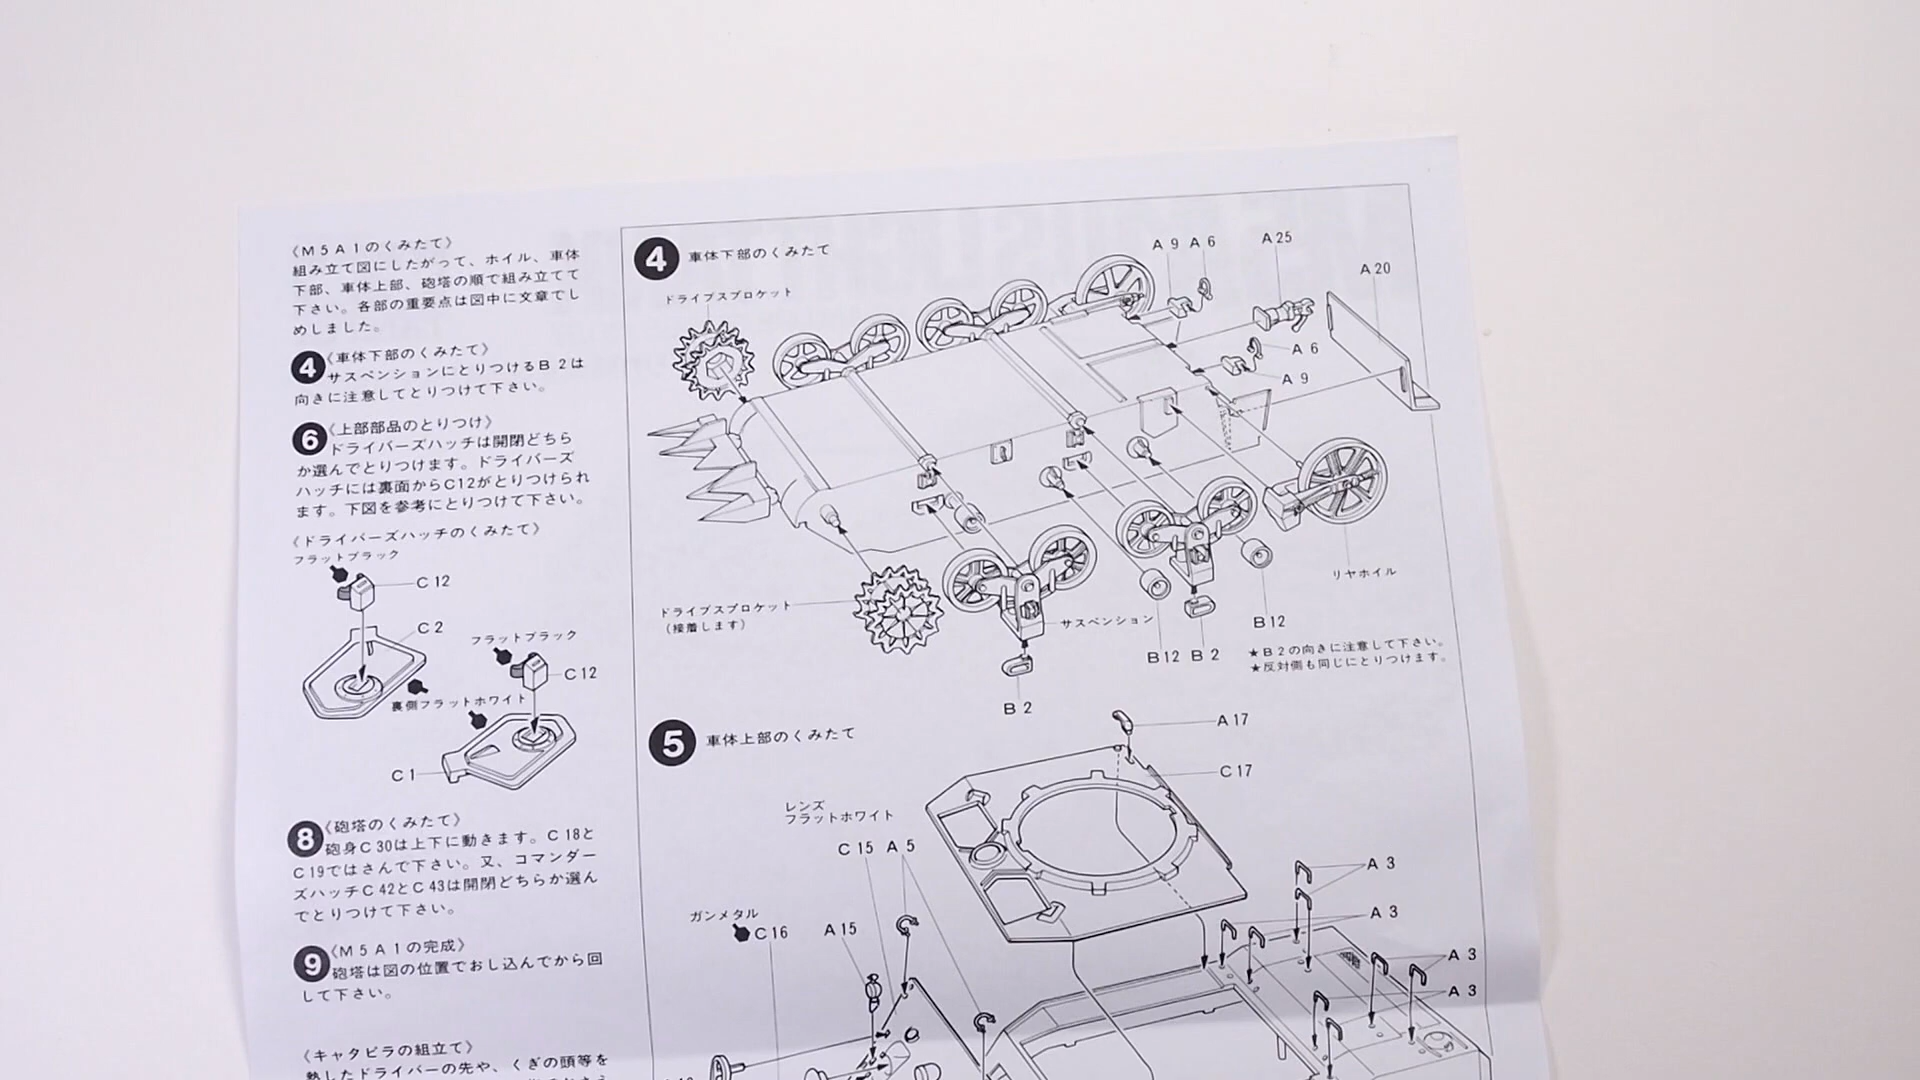 《M5A1のくみたて》
組み立て図にしたがって、ホイル、車体
下部、車体上部、砲塔の順で組み立てて
下さい。各部の重要点は図中に文章でし
めしました。
4 《車体下部のくみたて》
サスペンションにとりつけるB2は
向きに注意してとりつけて下さい。
6 《上部部品のとりつけ》
ドライバーズハッチは開閉どちら
か選んでとりつけます。ドライバーズ
ハッチには裏面からC12がとりつけられ
ます。下図を参考にとりつけて下さい。
《ドライバーズハッチのくみたて》
フラットブラック
C12
C2
フラットブラック
C12
裏側フラットホワイト
C1
8 《砲塔のくみたて》
砲身C30は上下に動きます。C18と
C19ではさんで下さい。又、コマンダー
ズハッチC42とC43は開閉どちらか選ん
でとりつけて下さい。
9 《M5A1の完成》
砲塔は図の位置でおし込んでから回
して下さい。
《キャタピラの組立て》
熱したドライバーの先や、くぎの頭等を
4 車体下部のくみたて
ドライブスプロケット
A9 A6
A25
A20
A6
A9
ドライブスプロケット
(接着します)
サスペンション
リヤホイル
B12
B12 B2
B2
★B2の向きに注意して下さい。
★反対側も同じにとりつけます。
5 車体上部のくみたて
A17
C17
レンズ
フラットホワイト
C15 A5
ガンメタル
C16
A15
A3
A3
A3
A3